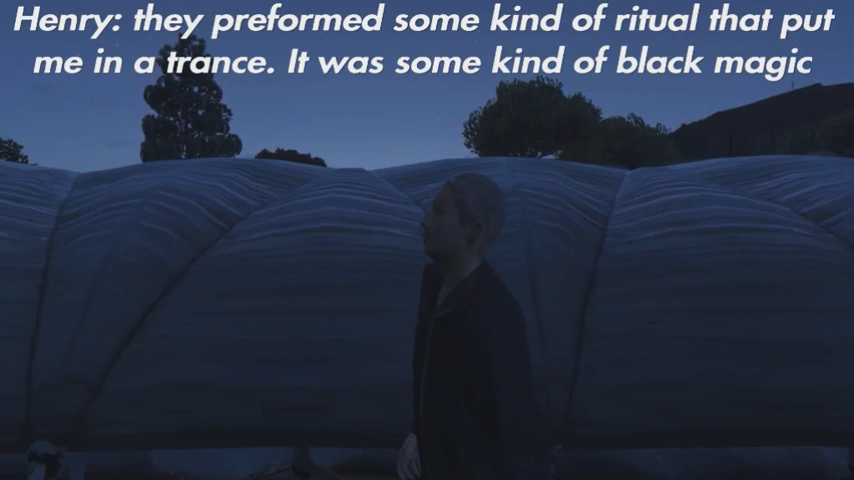 Henry: they preformed some kind of ritual that put
me in a trance. It was some kind of black magic